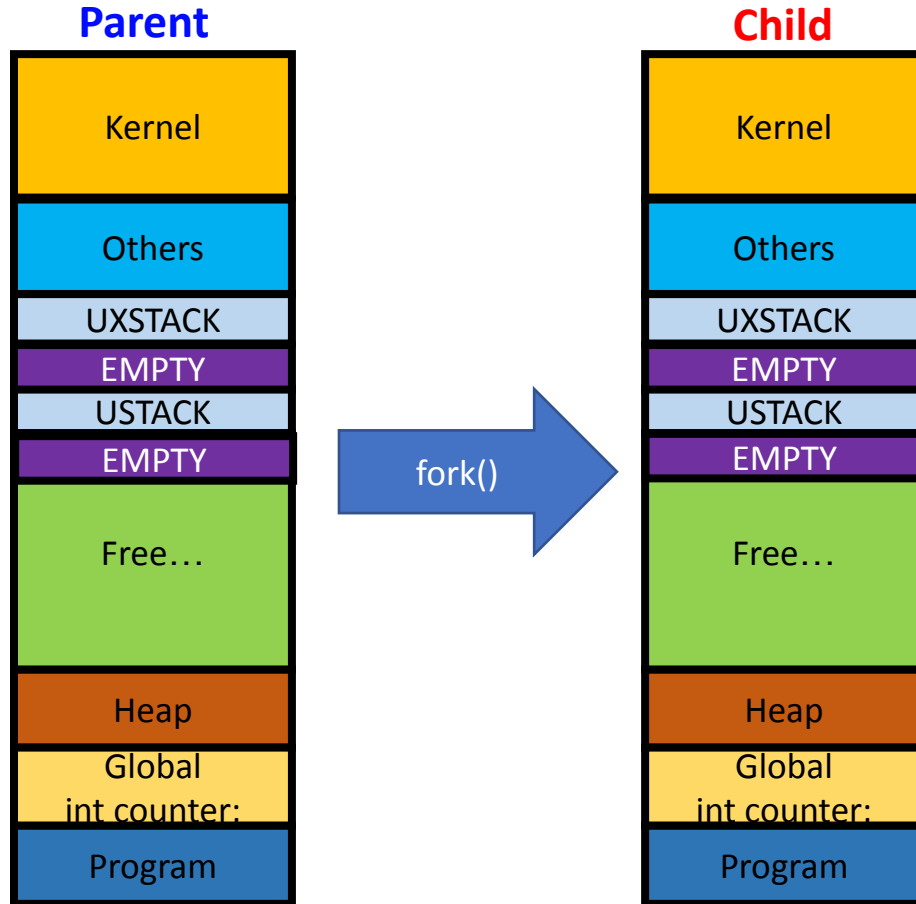 Parent
Kernel
Others
UXSTACK
EMPTY
USTACK
EMPTY
Free…
Heap
Global
int counter:
Program
fork()
Child
Kernel
Others
UXSTACK
EMPTY
USTACK
EMPTY
Free…
Heap
Global
int counter:
Program